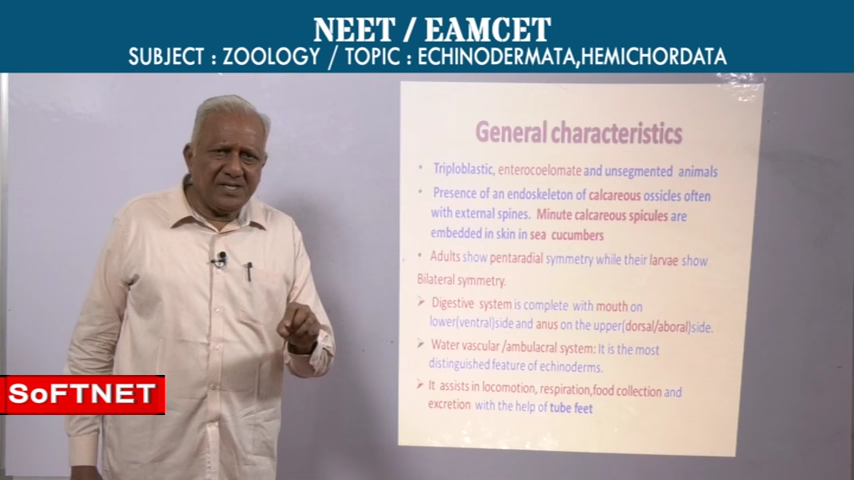 NEET / EAMCET
SUBJECT : ZOOLOGY / TOPIC : ECHINODERMATA,HEMICHORDATA
General characteristics
• Triploblastic, enterocoelomate and unsegmented animals
• Presence of an endoskeleton of calcareous ossicles often
with external spines. Minute calcareous spicules are
embedded in skin in sea cucumbers
• Adults show pentaradial symmetry while their larvae show
Bilateral symmetry.
➤ Digestive system is complete with mouth on
lower(ventral)side and anus on the upper(dorsal/aboral)side.
➤ Water vascular /ambulacral system: It is the most
distinguished feature of echinoderms.
➤ It assists in locomotion, respiration,food collection and
excretion with the help of tube feet
SoFTNET